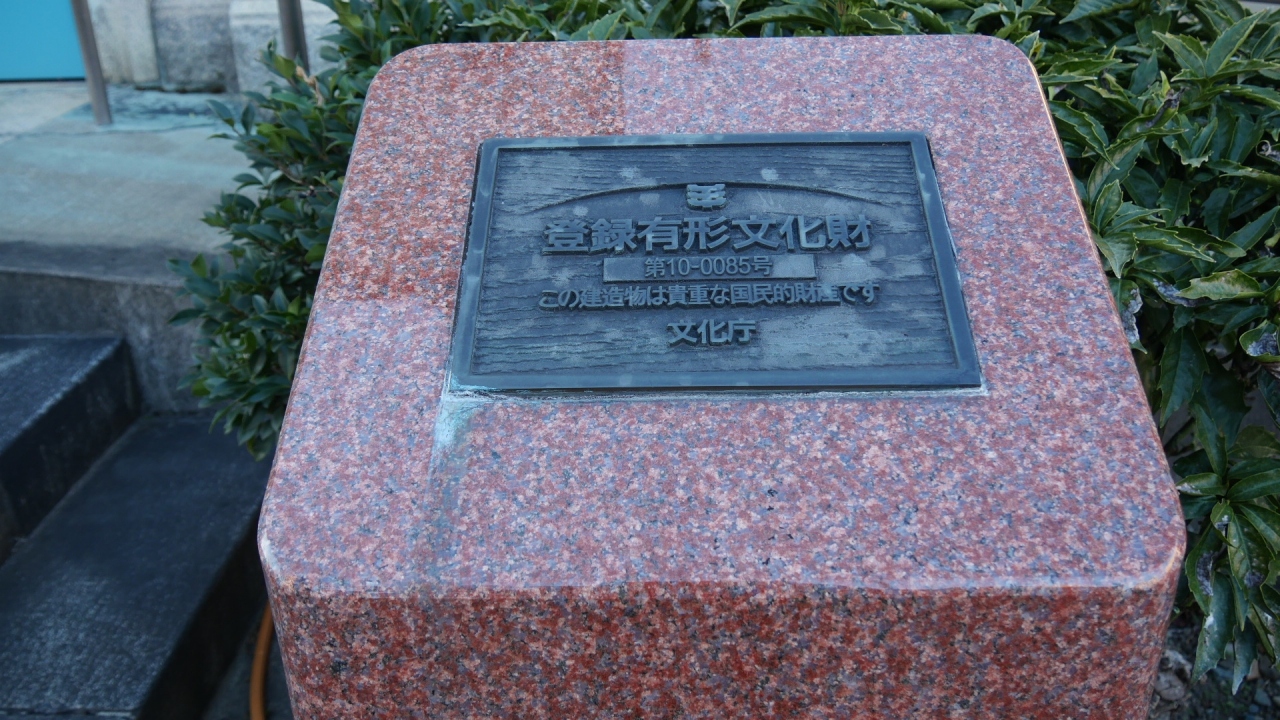 登録有形文化財
第10-0085号
この建造物は貴重な国民的財産です
文化庁